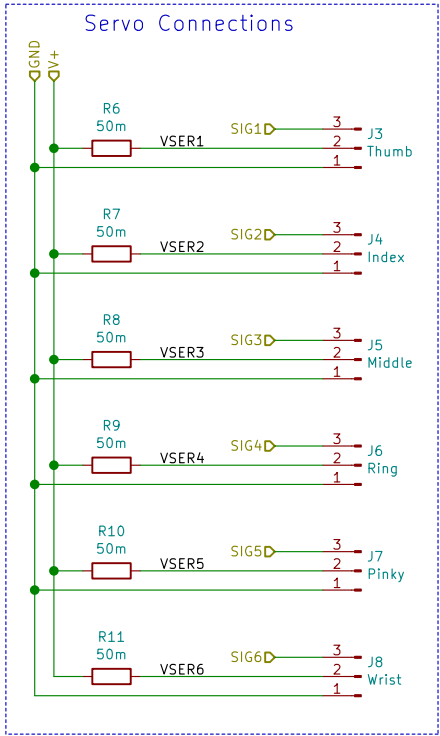 Servo Connections
GND
V+
R6
50m
VSER1
SIG1
3
2
1
J3
Thumb
R7
50m
VSER2
SIG2
3
2
1
J4
Index
R8
50m
VSER3
SIG3
3
2
1
J5
Middle
R9
50m
VSER4
SIG4
3
2
1
J6
Ring
R10
50m
VSER5
SIG5
3
2
1
J7
Pinky
R11
50m
VSER6
SIG6
3
2
1
J8
Wrist